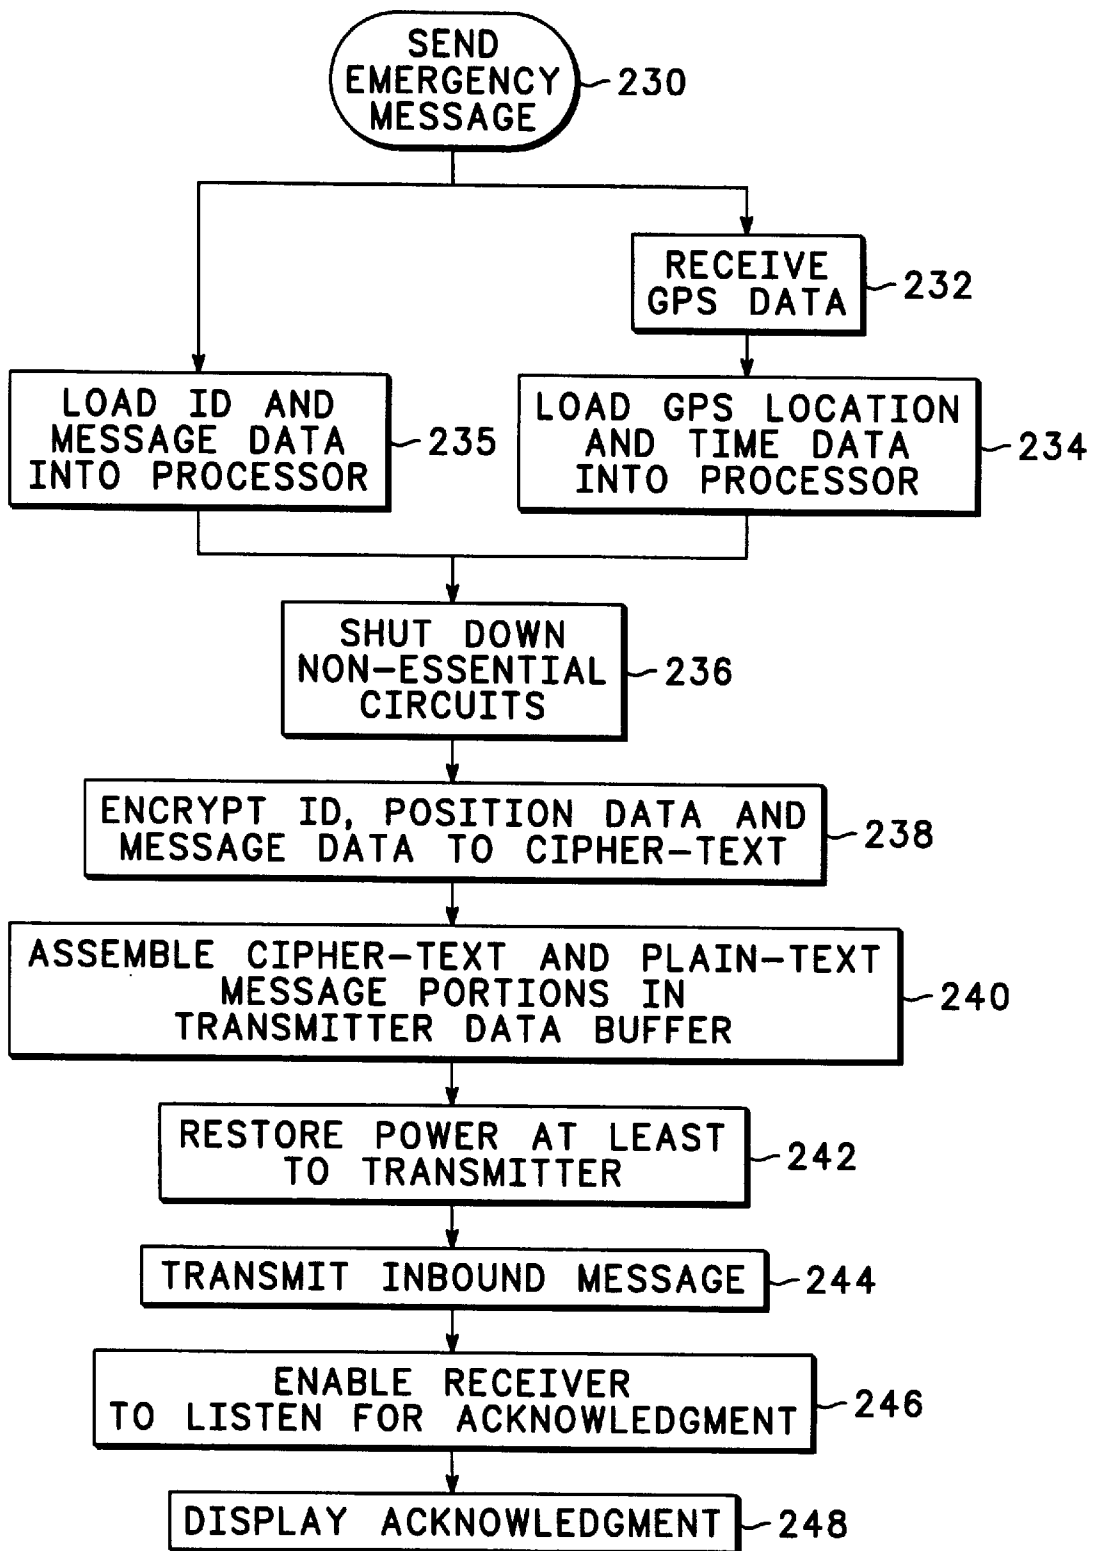 SEND
EMERGENCY
MESSAGE
230
RECEIVE
GPS DATA
232
LOAD ID AND
MESSAGE DATA
INTO PROCESSOR
235
LOAD GPS LOCATION
AND TIME DATA
INTO PROCESSOR
234
SHUT DOWN
NON-ESSENTIAL
CIRCUITS
236
ENCRYPT ID, POSITION DATA AND
MESSAGE DATA TO CIPHER-TEXT
238
ASSEMBLE CIPHER-TEXT AND PLAIN-TEXT
MESSAGE PORTIONS IN
TRANSMITTER DATA BUFFER
240
RESTORE POWER AT LEAST
TO TRANSMITTER
242
TRANSMIT INBOUND MESSAGE
244
ENABLE RECEIVER
TO LISTEN FOR ACKNOWLEDGMENT
246
DISPLAY ACKNOWLEDGMENT
248